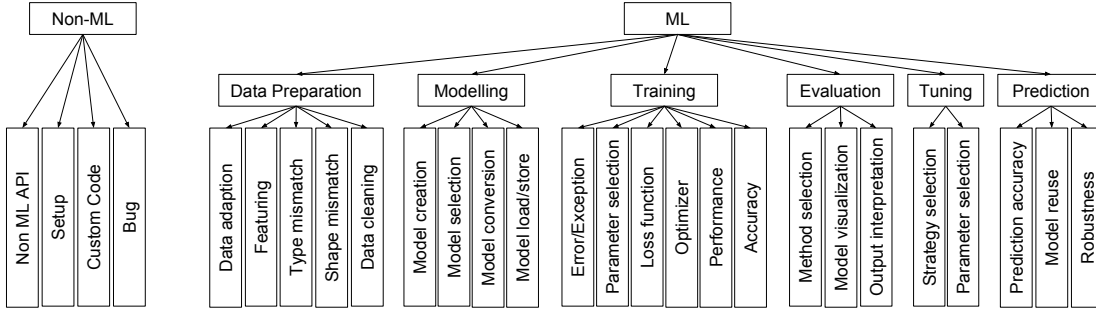 Non-ML
ML
Data Preparation
Modelling
Training
Evaluation
Tuning
Prediction
Non ML API
Setup
Custom Code
Bug
Data adaption
Featuring
Type mismatch
Shape mismatch
Data cleaning
Model creation
Model selection
Model conversion
Model load/store
Error/Exception
Parameter selection
Loss function
Optimizer
Performance
Accuracy
Method selection
Model visualization
Output interpretation
Strategy selection
Parameter selection
Prediction accuracy
Model reuse
Robustness